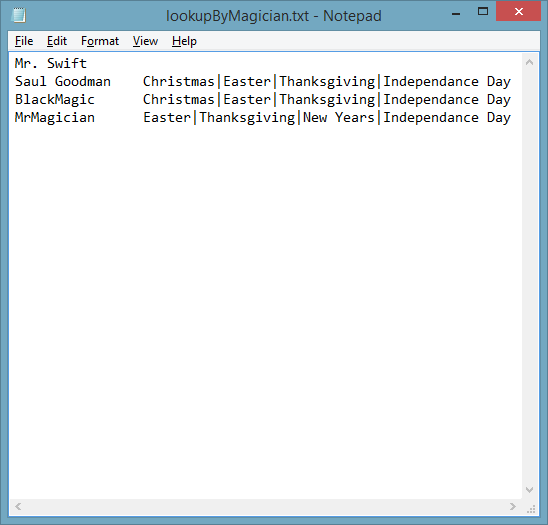 lookupByMagician.txt - Notepad
File Edit Format View Help
Mr. Swift
Saul Goodman    Christmas|Easter|Thanksgiving|Independance Day
BlackMagic      Christmas|Easter|Thanksgiving|Independance Day
MrMagician      Easter|Thanksgiving|New Years|Independance Day